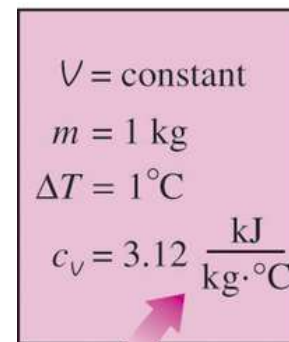 V = constant
m = 1 kg
ΔT = 1°C
c_v = 3.12 kJ/kg·°C